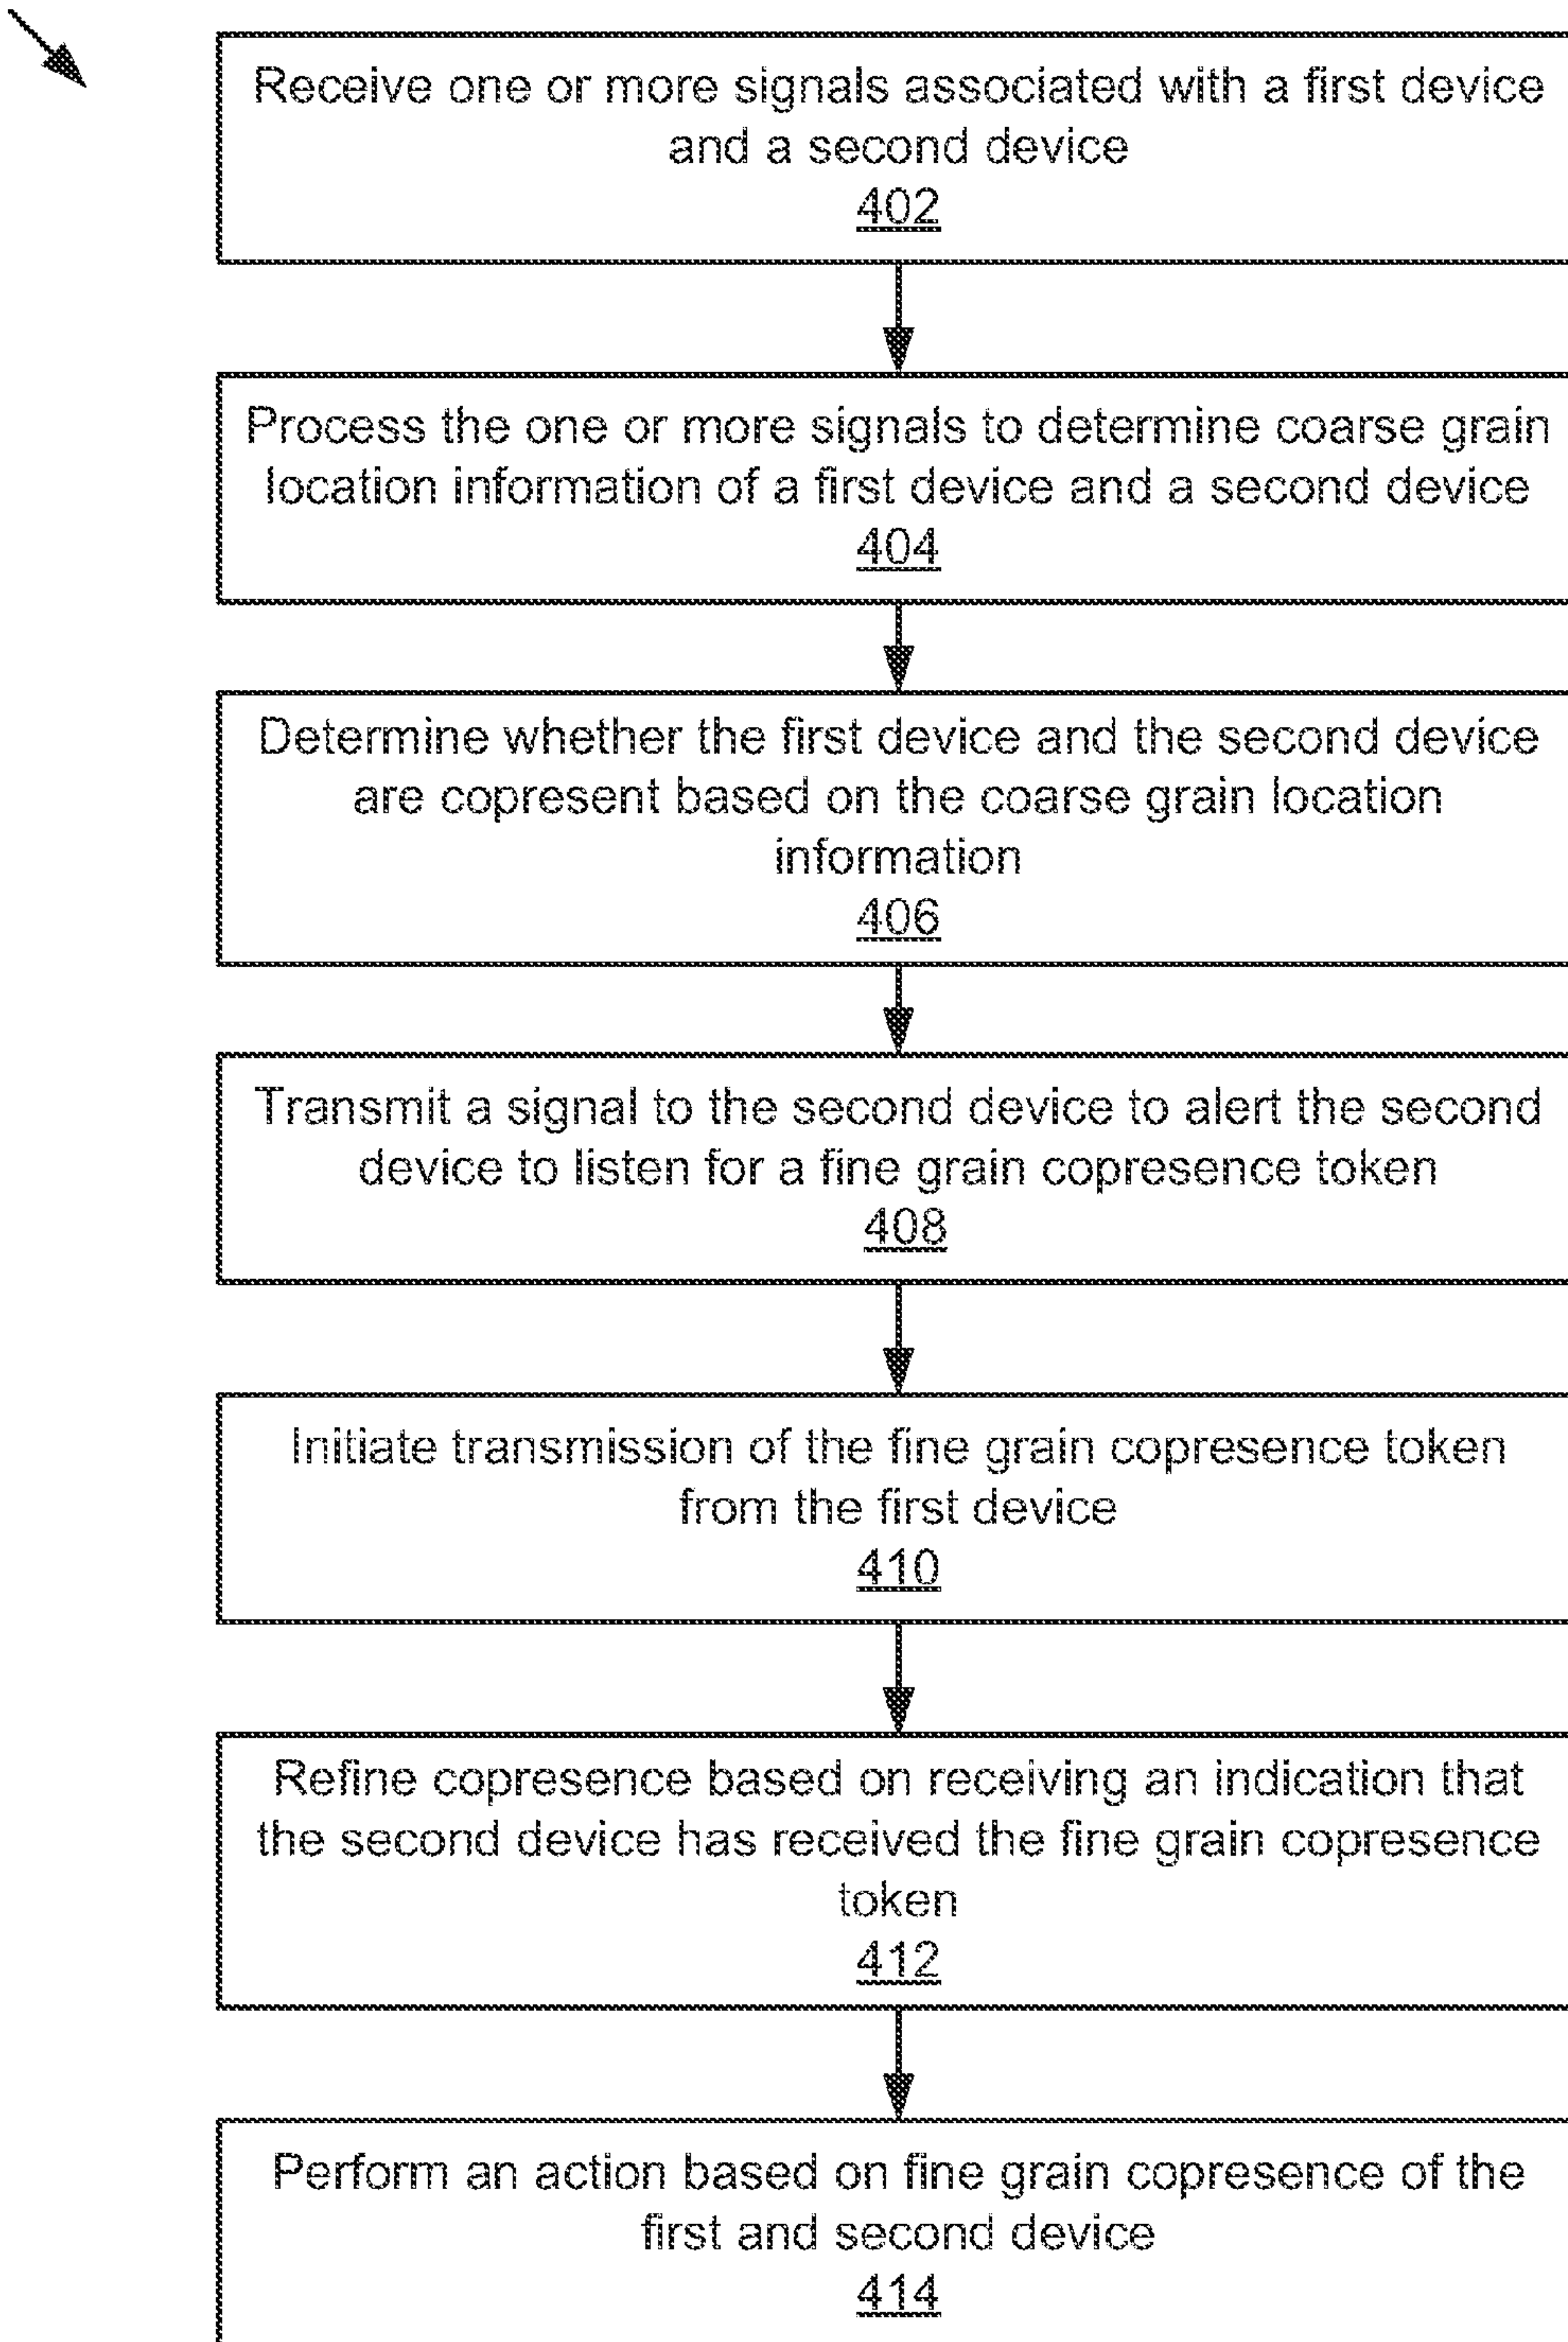 Receive one or more signals associated with a first device
and a second device
402
Process the one or more signals to determine coarse grain
location information of a first device and a second device
404
Determine whether the first device and the second device
are copresent based on the coarse grain location
information
406
Transmit a signal to the second device to alert the second
device to listen for a fine grain copresence token
408
Initiate transmission of the fine grain copresence token
from the first device
410
Refine copresence based on receiving an indication that
the second device has received the fine grain copresence
token
412
Perform an action based on fine grain copresence of the
first and second device
414